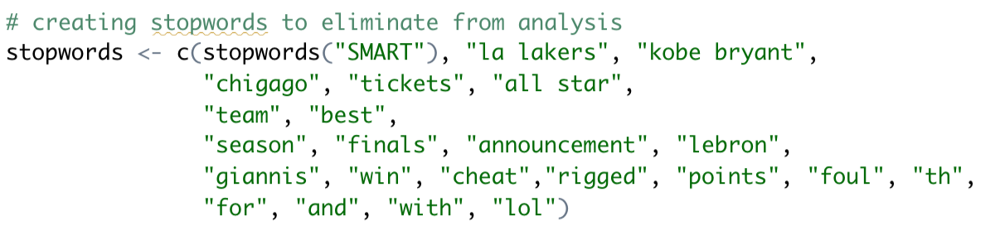 # creating stopwords to eliminate from analysis
stopwords <- c(stopwords("SMART"), "la lakers", "kobe bryant",
"chigago", "tickets", "all star",
"team", "best",
"season", "finals", "announcement", "lebron",
"giannis", "win", "cheat","rigged", "points", "foul", "th",
"for", "and", "with", "lol")